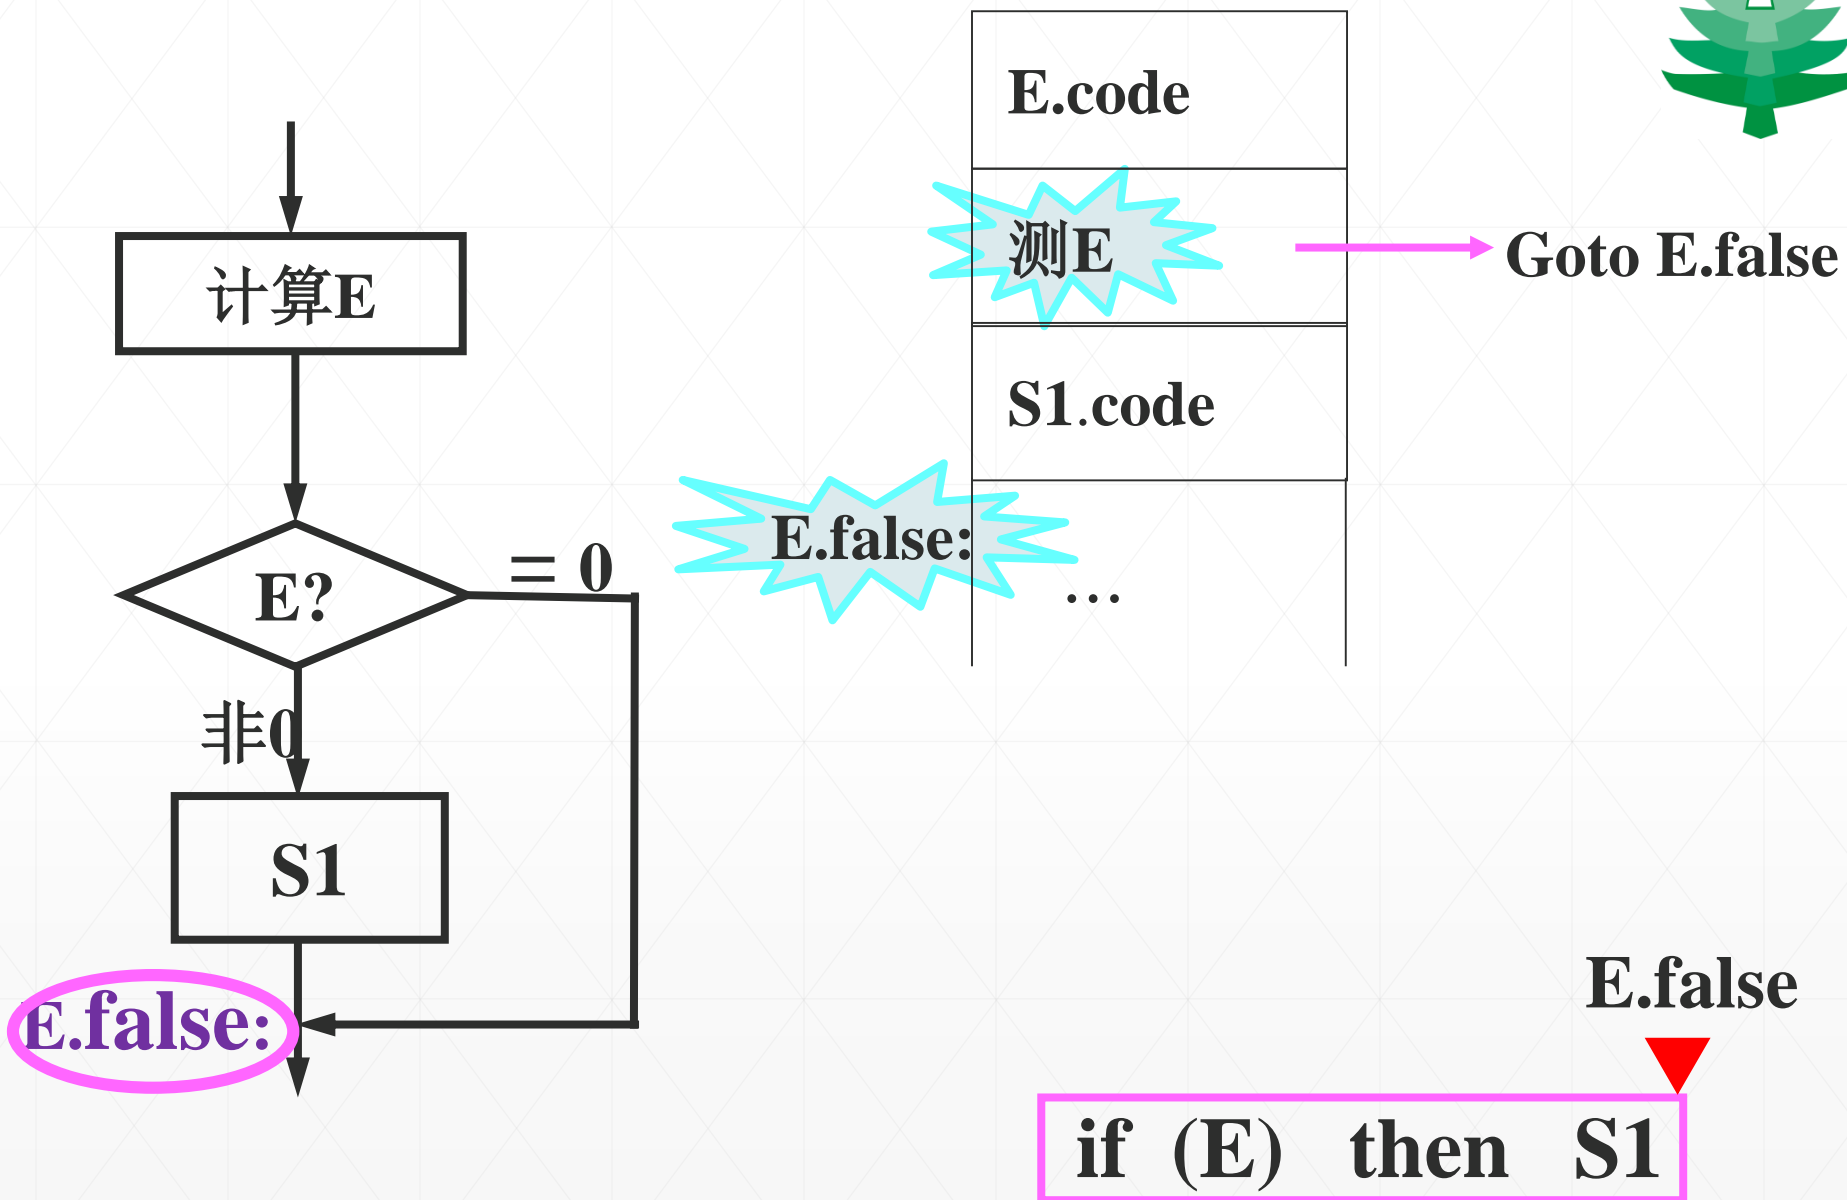 计算E
E?
= 0
非0
S1
E.false:
E.code
测E
Goto E.false
S1.code
E.false:
...
E.false
if (E) then S1